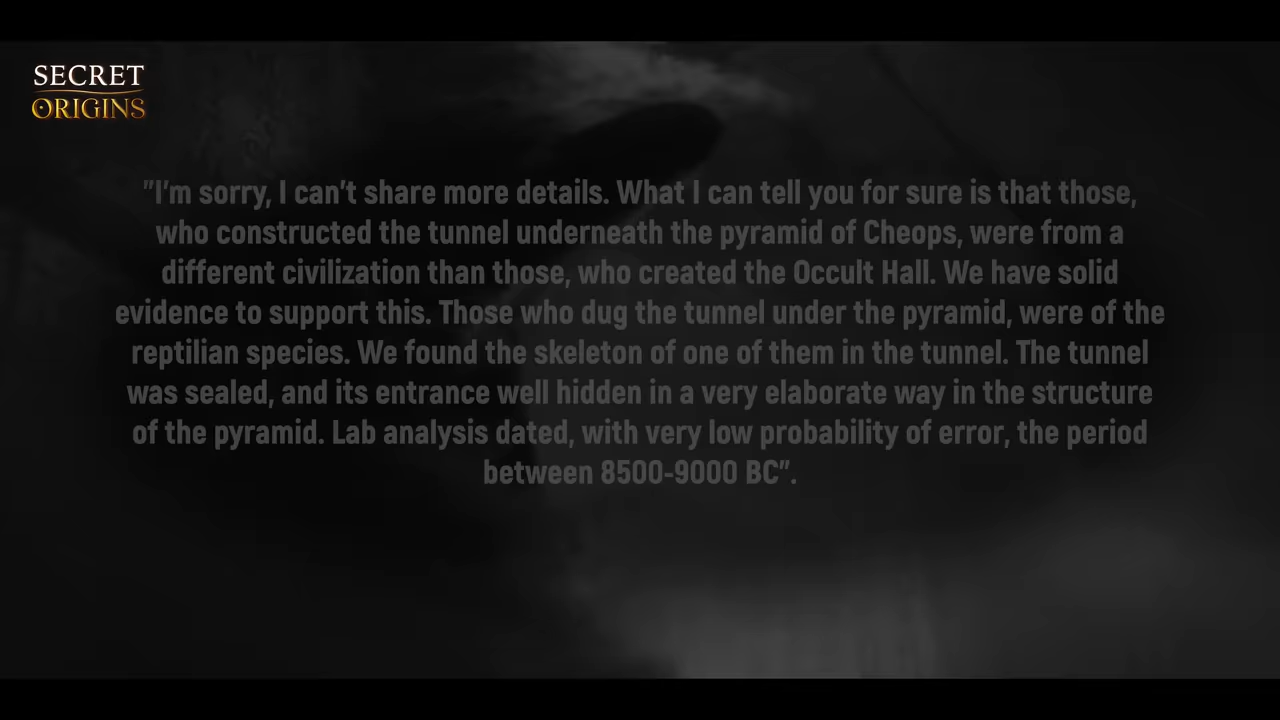 SECRET
ORIGINS
"I'm sorry, I can't share more details. What I can tell you for sure is that those,
who constructed the tunnel underneath the pyramid of Cheops, were from a
different civilization than those, who created the Occult Hall. We have solid
evidence to support this. Those who dug the tunnel under the pyramid, were of the
reptilian species. We found the skeleton of one of them in the tunnel. The tunnel
was sealed, and its entrance well hidden in a very elaborate way in the structure
of the pyramid. Lab analysis dated, with very low probability of error, the period
between 8500-9000 BC".